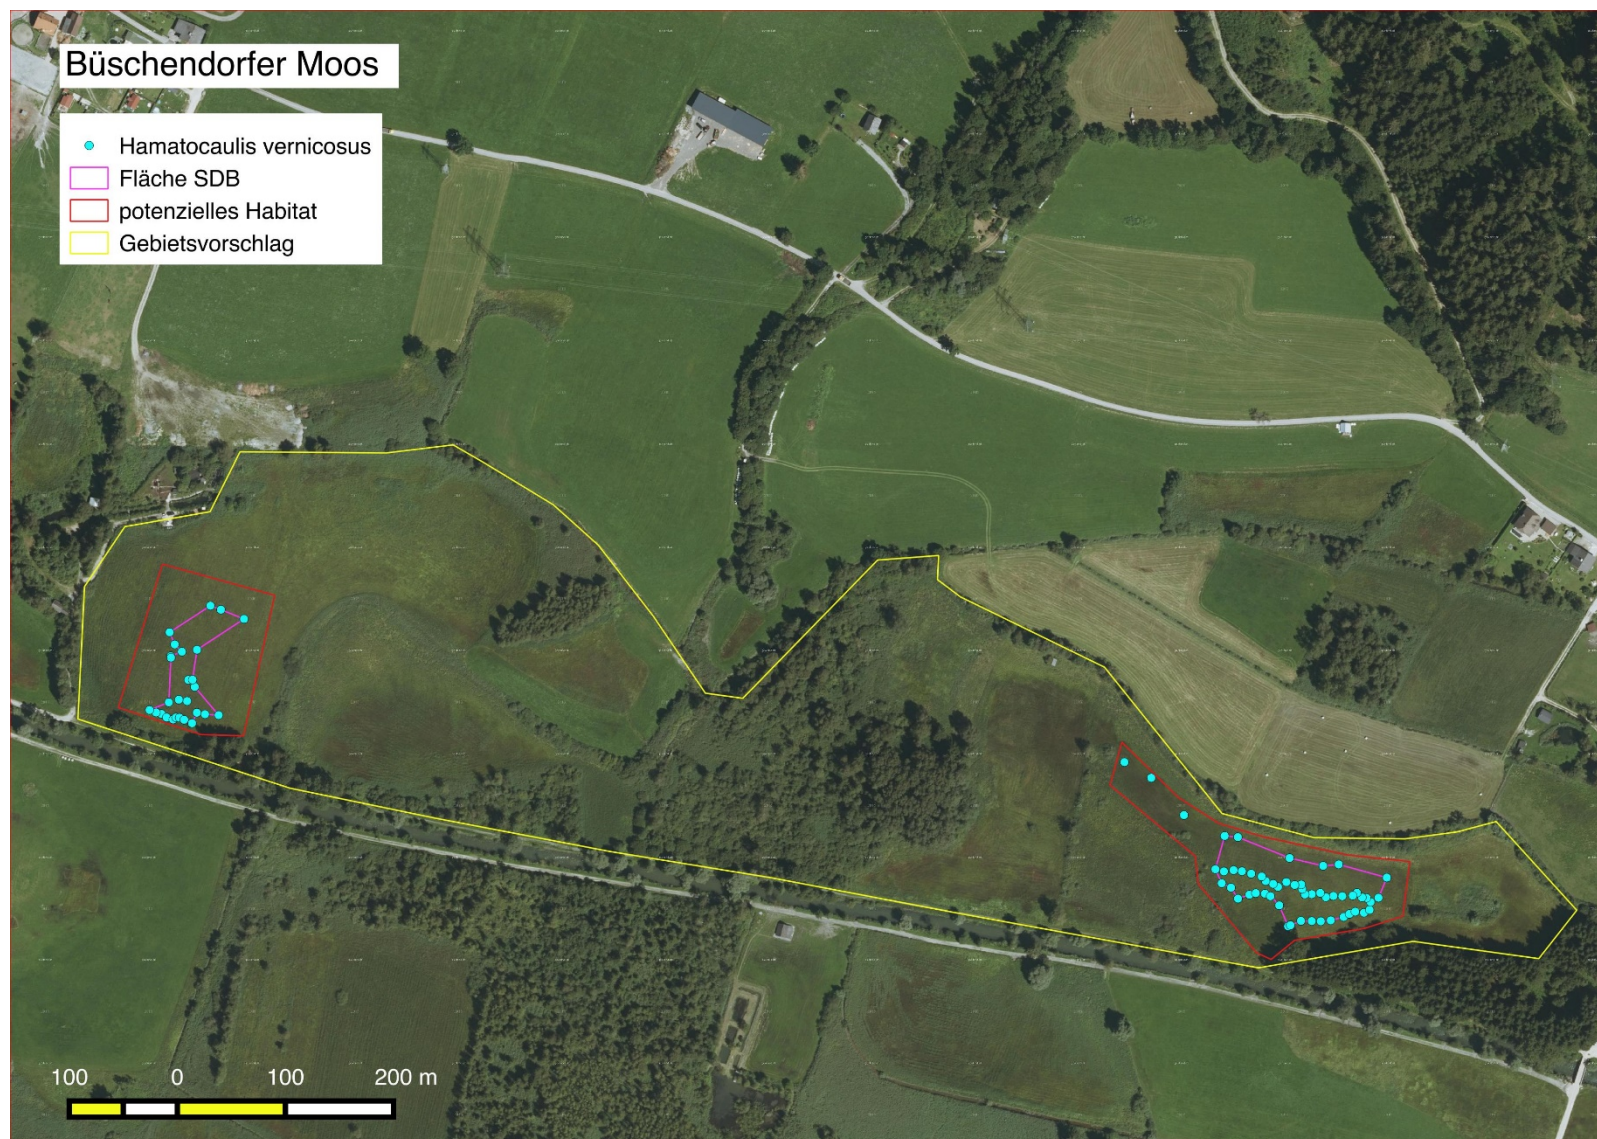 Büschendorfer Moos
Hamatocaulis vernicosus
Fläche SDB
potenzielles Habitat
Gebietsvorschlag
100 0 100 200 m